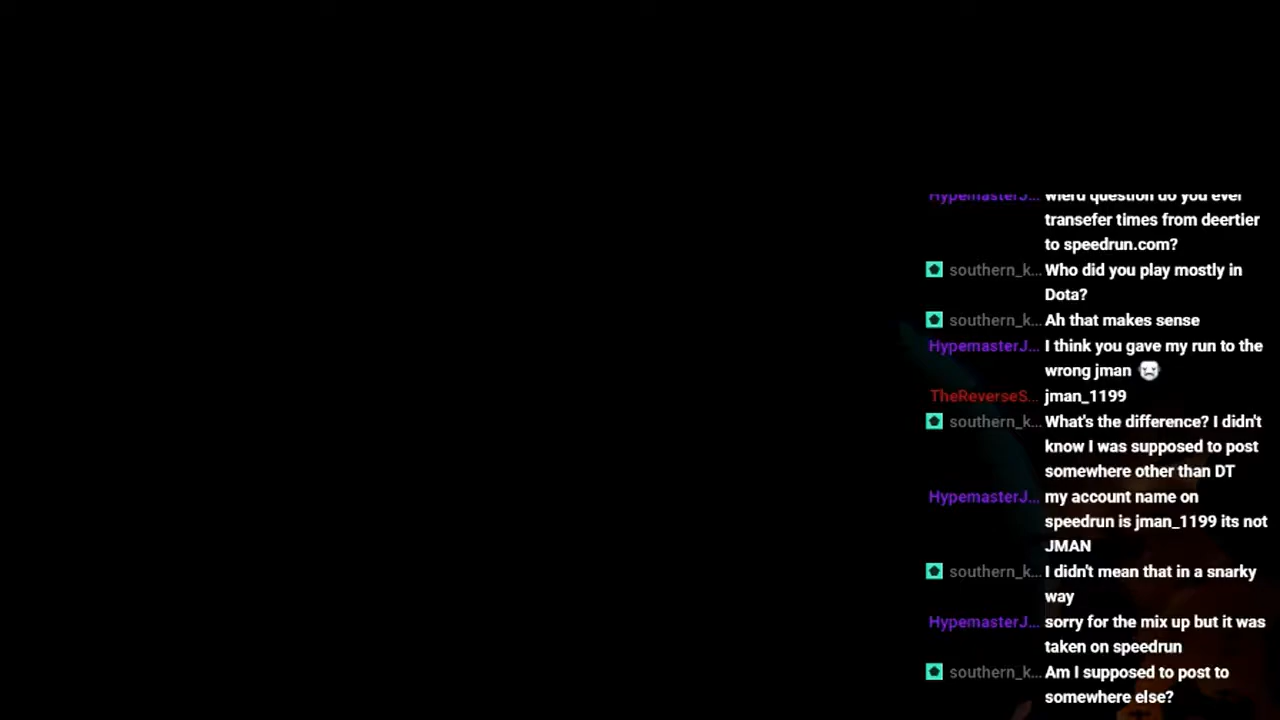 HypemasterJ... wierd question do you ever
transefer times from deertier
to speedrun.com?
southern_k... Who did you play mostly in
Dota?
southern_k... Ah that makes sense
HypemasterJ... I think you gave my run to the
wrong jman
TheReverseS... jman_1199
southern_k... What's the difference? I didn't
know I was supposed to post
somewhere other than DT
HypemasterJ... my account name on
speedrun is jman_1199 its not
JMAN
southern_k... I didn't mean that in a snarky
way
HypemasterJ... sorry for the mix up but it was
taken on speedrun
southern_k... Am I supposed to post to
somewhere else?